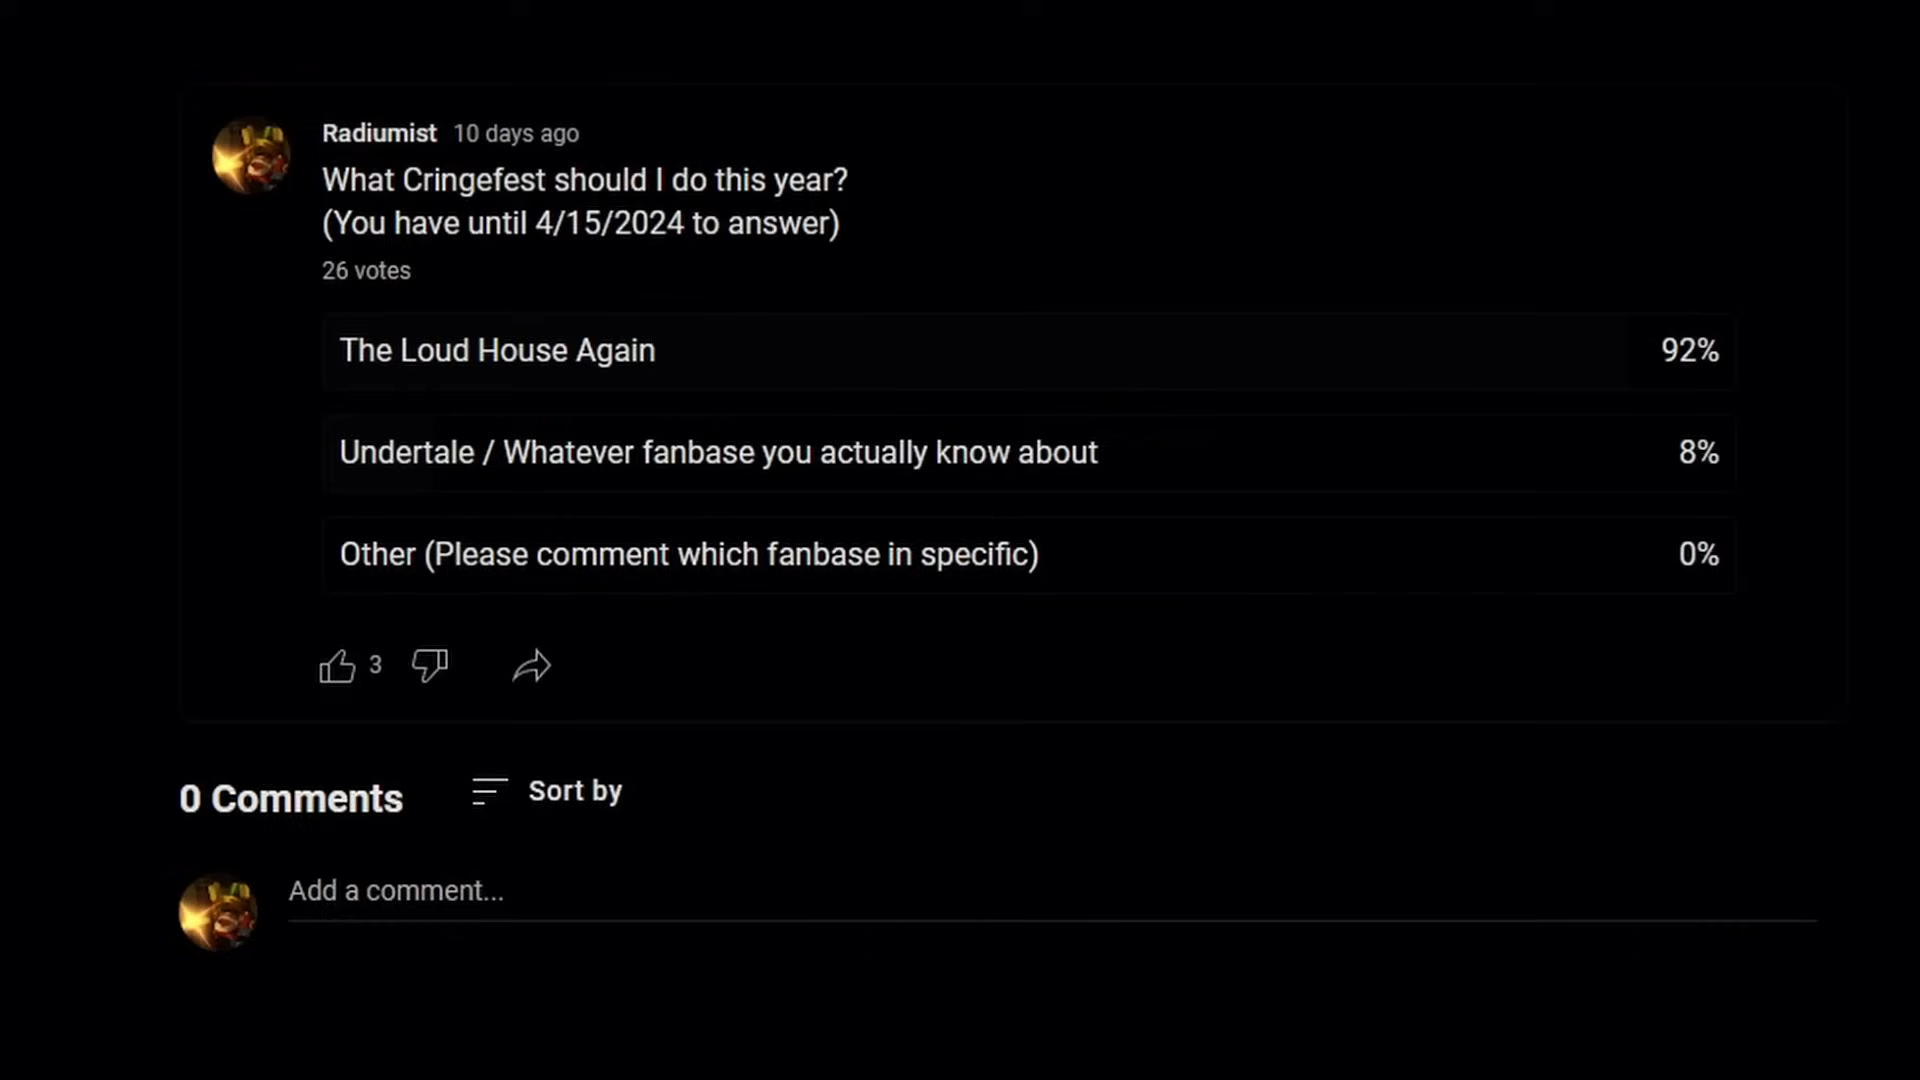 Radiumist 10 days ago
What Cringefest should I do this year?
(You have until 4/15/2024 to answer)
26 votes
The Loud House Again 92%
Undertale / Whatever fanbase you actually know about 8%
Other (Please comment which fanbase in specific) 0%
3
0 Comments Sort by
Add a comment...